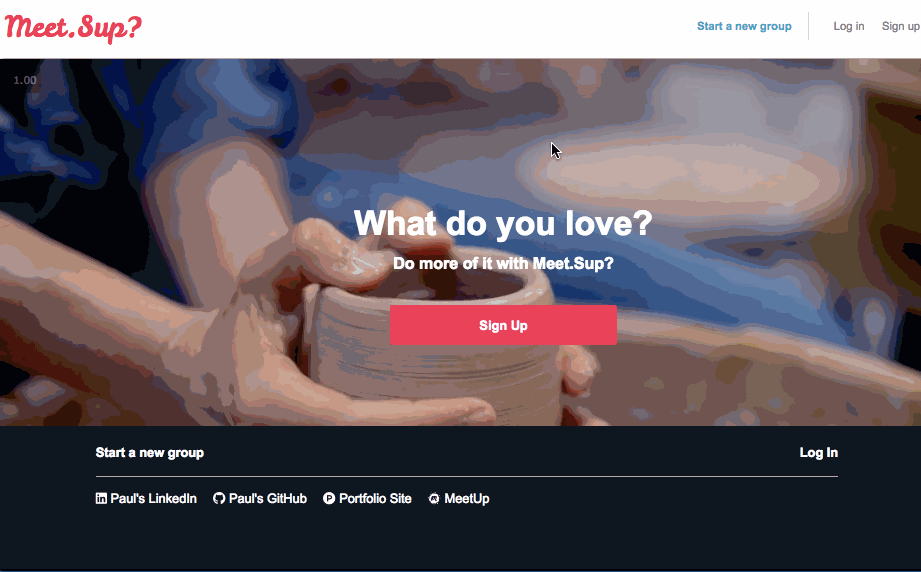 Meet.Sup?
Start a new group
Log in
Sign up
1.00
What do you love?
Do more of it with Meet.Sup?
Sign Up
Start a new group
Log In
Paul's LinkedIn
Paul's GitHub
Portfolio Site
MeetUp